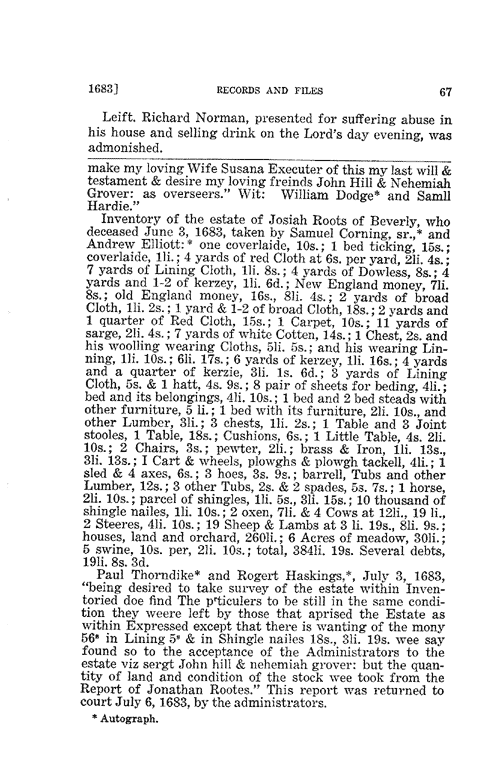 1683] RECORDS AND FILES 67
Leift. Richard Norman, presented for suffering abuse in
his house and selling drink on the Lord's day evening, was
admonished.
make my loving Wife Susana Executer of this my last will &
testament & desire my loving freinds John Hill & Nehemiah
Grover: as overseers." Wit: William Dodge* and Samll
Hardie."
Inventory of the estate of Josiah Roots of Beverly, who
deceased June 3, 1683, taken by Samuel Corning, sr.,* and
Andrew Elliott:* one coverlaide, 10s.; 1 bed ticking, 15s.;
coverlaide, 1li.; 4 yards of red Cloth at 6s. per yard, 2li. 4s.;
7 yards of Lining Cloth, 1li. 8s.; 4 yards of Dowless, 8s.; 4
yards and 1-2 of kerzey, 1li. 6d.; New England money, 7li.
8s.; old England money, 16s., 8li. 4s.; 2 yards of broad
Cloth, 1li. 2s.; 1 yard & 1-2 of broad Cloth, 18s.; 2 yards and
1 quarter of Red Cloth, 15s.; 1 Carpet, 10s.; 11 yards of
sarge, 2li. 4s.; 7 yards of white Cotten, 14s.; 1 Chest, 2s. and
his woolling wearing Cloths, 5li. 5s.; and his wearing Lin-
ning, 1li. 10s.; 6li. 17s.; 6 yards of kerzey, 1li. 16s.; 4 yards
and a quarter of kerzie, 3li. 1s. 6d.; 3 yards of Lining
Cloth, 5s. & 1 hatt, 4s. 9s.; 8 pair of sheets for beding, 4li.;
bed and its belongings, 4li. 10s.; 1 bed and 2 bed steads with
other furniture, 5 li.; 1 bed with its furniture, 2li. 10s., and
other Lumber, 3li.; 3 chests, 1li. 2s.; 1 Table and 3 Joint
stooles, 1 Table, 18s.; Cushions, 6s.; 1 Little Table, 4s. 2li.
10s.; 2 Chairs, 3s.; pewter, 2li.; brass & Iron, 1li. 13s.,
3li. 13s.; I Cart & wheels, plowghs & plowgh tackell, 4li.; 1
sled & 4 axes, 6s.; 3 hoes, 3s. 9s.; barrell, Tubs and other
Lumber, 12s.; 3 other Tubs, 2s. & 2 spades, 5s. 7s.; 1 horse,
2li. 10s.; parcel of shingles, 1li. 5s., 3li. 15s.; 10 thousand of
shingle nailes, 1li. 10s.; 2 oxen, 7li. & 4 Cows at 12li., 19 li.,
2 Steeres, 4li. 10s.; 19 Sheep & Lambs at 3 li. 19s., 8li. 9s.;
houses, land and orchard, 260li.; 6 Acres of meadow, 30li.;
5 swine, 10s. per, 2li. 10s.; total, 384li. 19s. Several debts,
19li. 8s. 3d.
Paul Thorndike* and Rogert Haskings,*, July 3, 1683,
"being desired to take survey of the estate within Inven-
toried doe find The pʳticulers to be still in the same condi-
tion they weere left by those that aprised the Estate as
within Expressed except that there is wanting of the mony
56ˢ in Lining 5ˢ & in Shingle nailes 18s., 3li. 19s. wee say
found so to the acceptance of the Administrators to the
estate viz sergt John hill & nehemiah grover: but the quan-
tity of land and condition of the stock wee took from the
Report of Jonathan Rootes." This report was returned to
court July 6, 1683, by the administrators.
* Autograph.